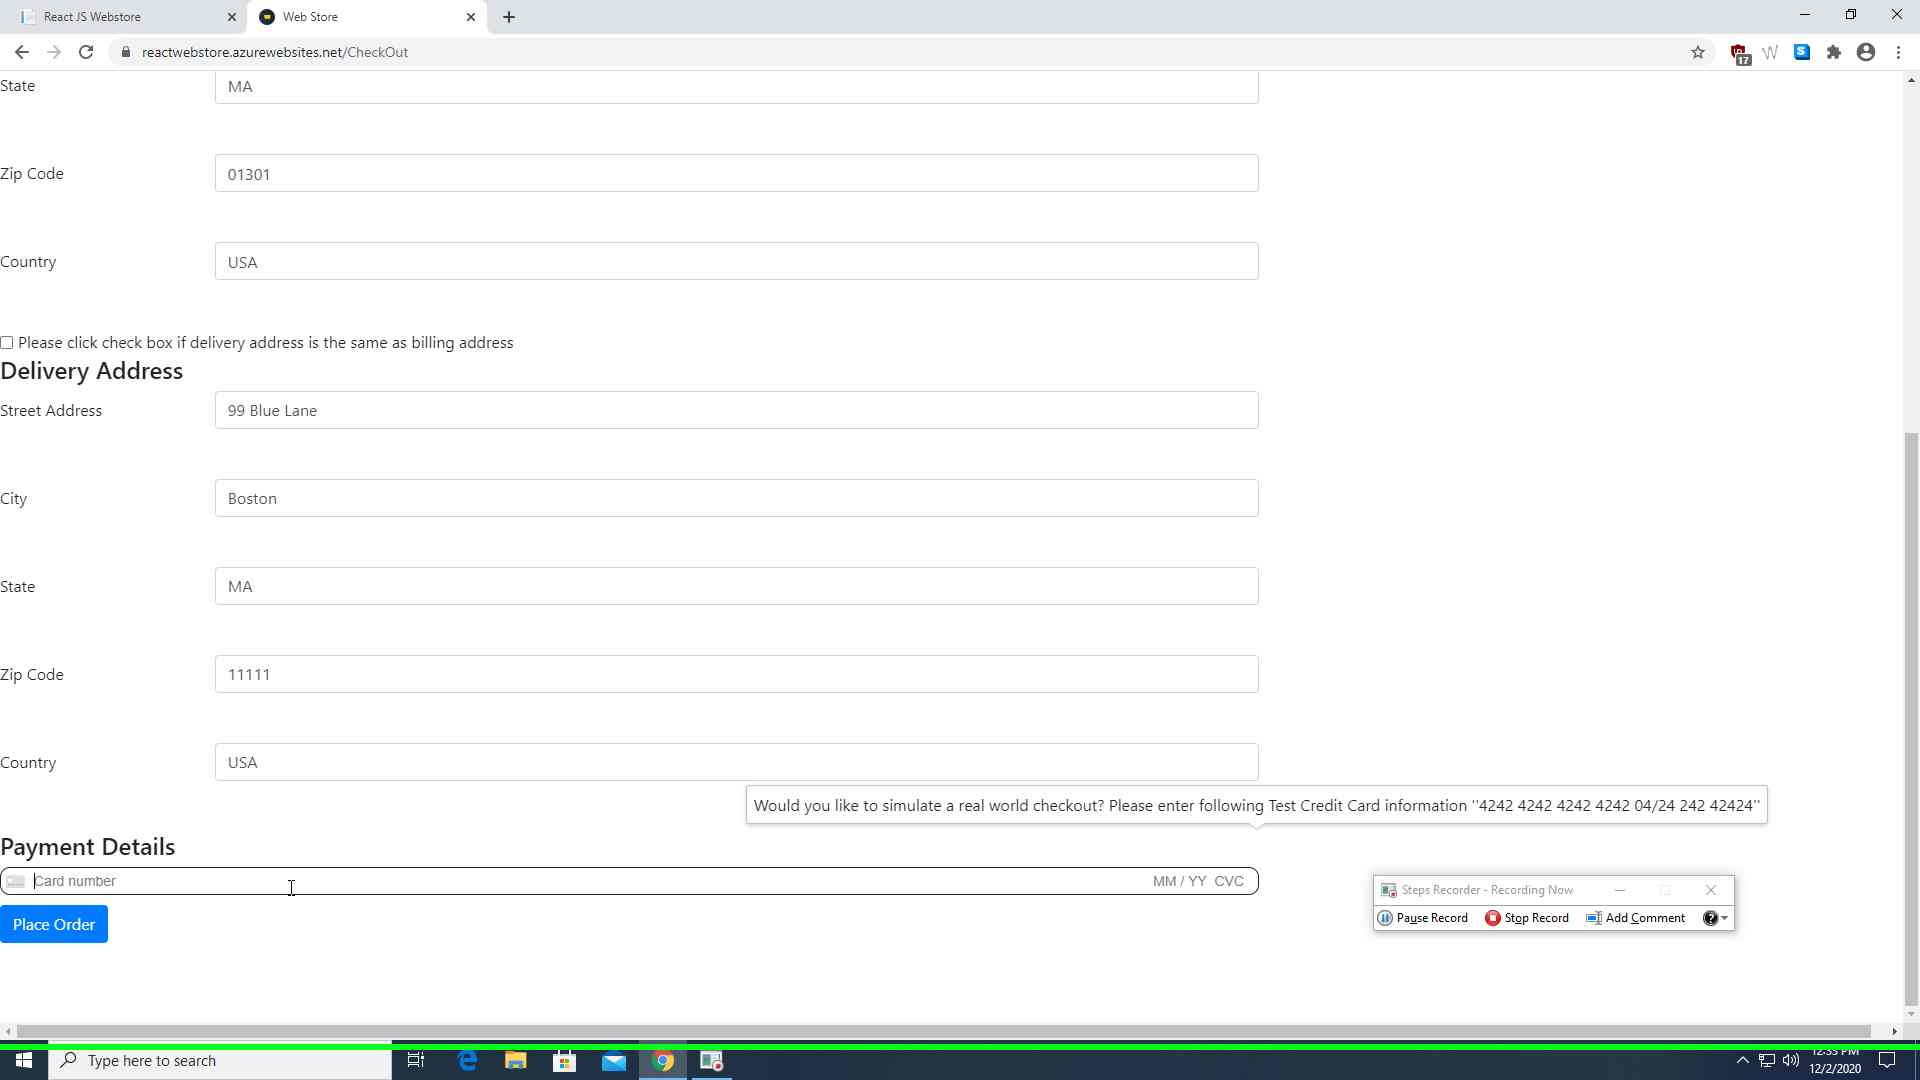 React JS Webstore
Web Store
reactwebstore.azurewebsites.net/CheckOut
17
State
MA
Zip Code
01301
Country
USA
Please click check box if delivery address is the same as billing address
Delivery Address
Street Address
99 Blue Lane
City
Boston
State
MA
Zip Code
11111
Country
USA
Would you like to simulate a real world checkout? Please enter following Test Credit Card information "4242 4242 4242 4242 04/24 242 42424"
Payment Details
Card number
MM / YY CVC
Place Order
Steps Recorder - Recording Now
Pause Record
Stop Record
Add Comment
Type here to search
12:33 PM
12/2/2020